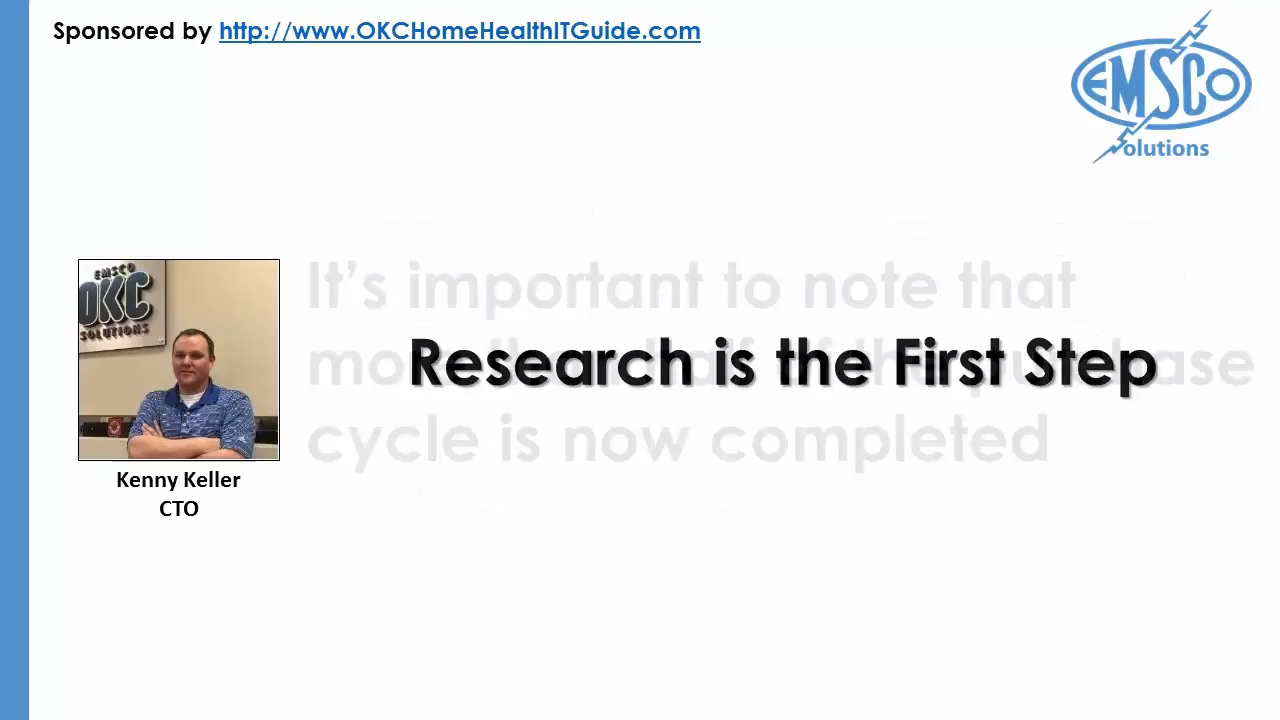 Sponsored by http://www.OKCHomeHealthITGuide.com
EMSCO
Solutions
EMSCO
OKC
SOLUTIONS
It's important to note that
Research is the First Step
cycle is now completed
Kenny Keller
CTO